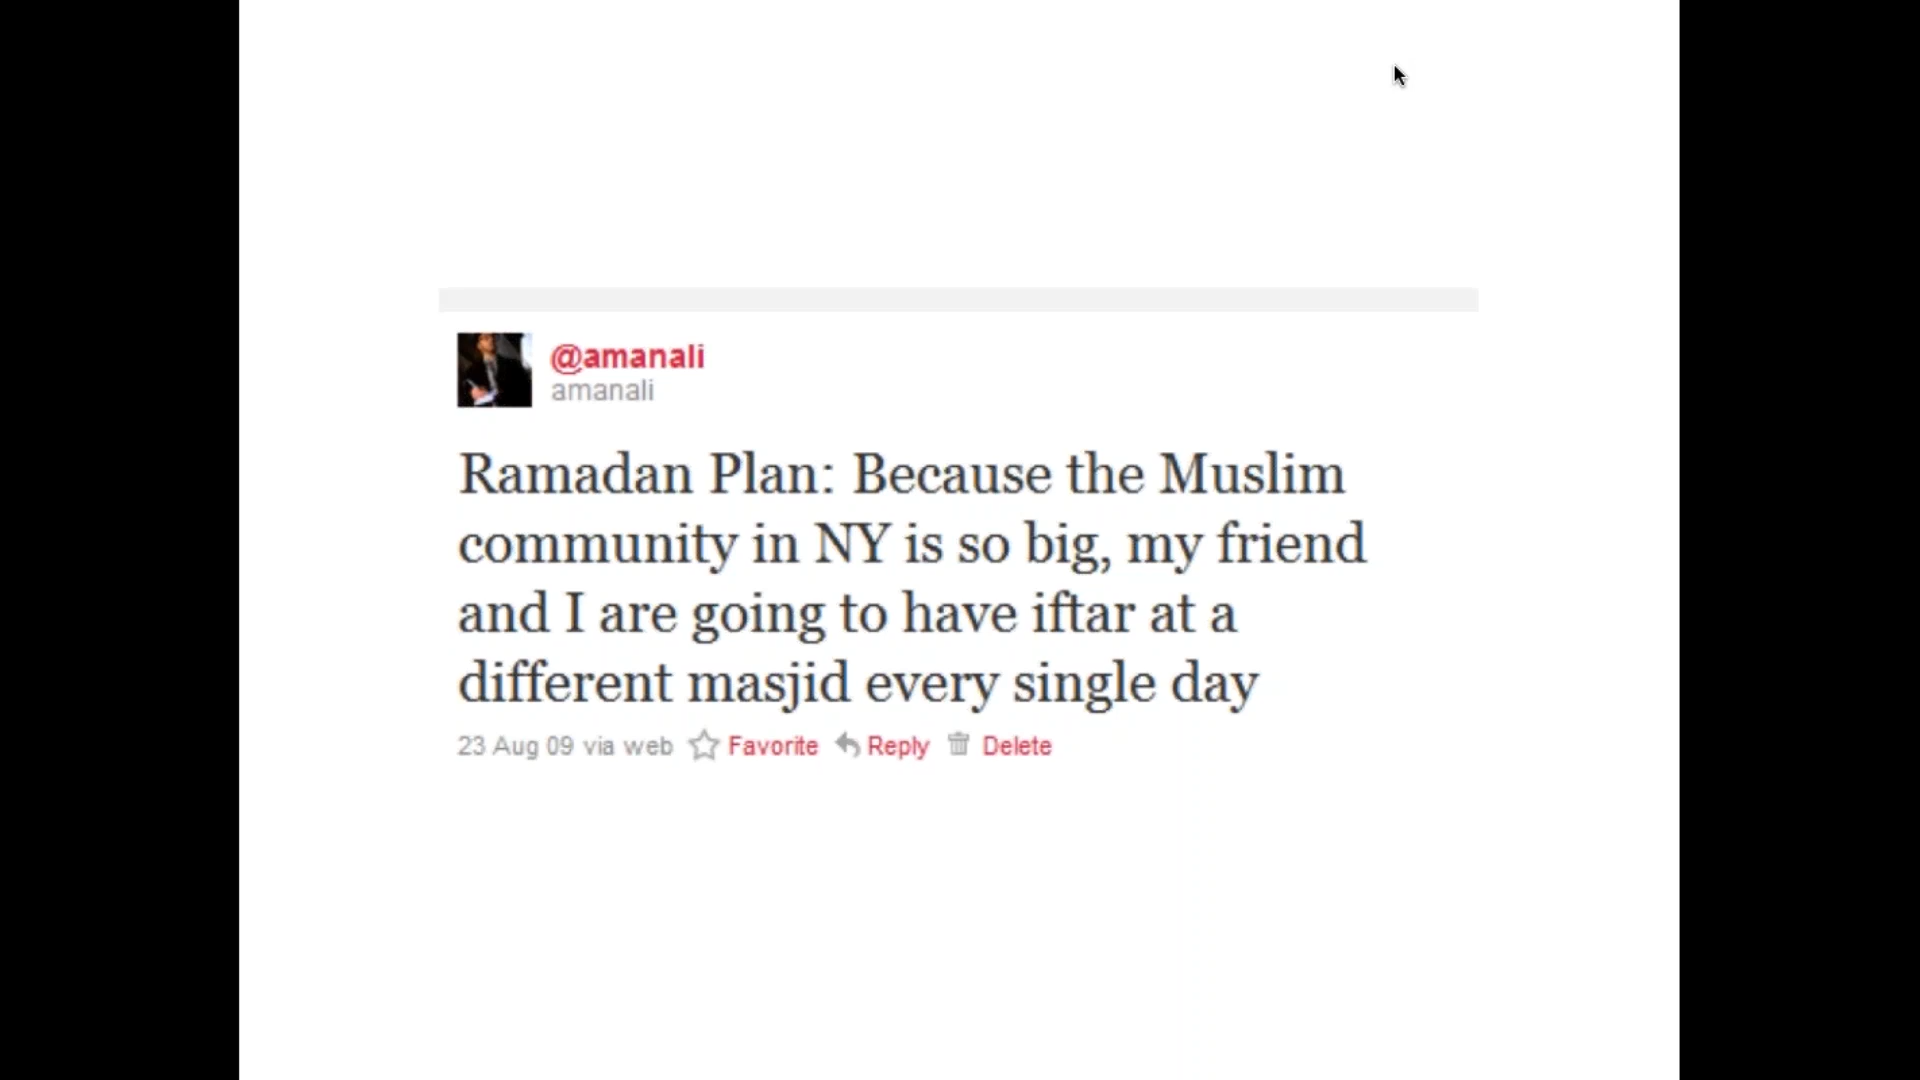 @amanali
amanali
Ramadan Plan: Because the Muslim
community in NY is so big, my friend
and I are going to have iftar at a
different masjid every single day
23 Aug 09 via web Favorite Reply Delete